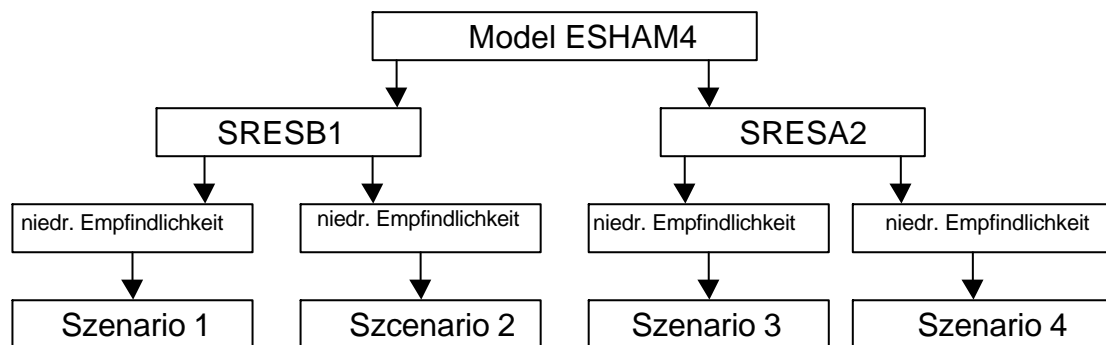 Model ESHAM4
SRESB1
SRESA2
niedr. Empfindlichkeit
niedr. Empfindlichkeit
niedr. Empfindlichkeit
niedr. Empfindlichkeit
Szenario 1
Szcenario 2
Szenario 3
Szenario 4